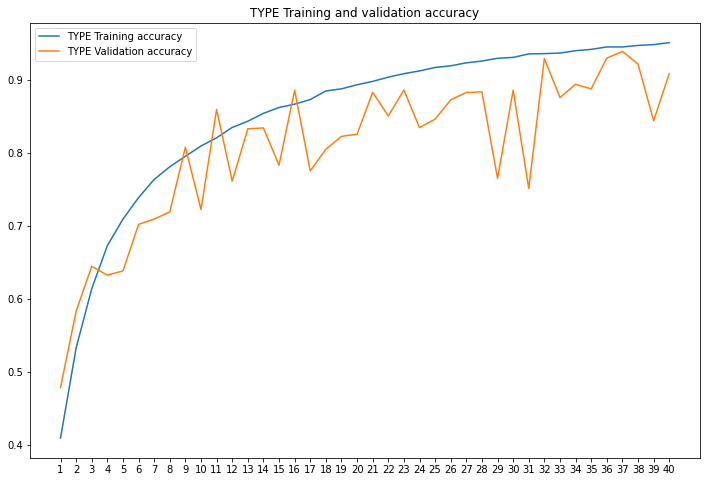 TYPE Training and validation accuracy
TYPE Training accuracy
TYPE Validation accuracy
0.9
0.8
0.7
0.6
0.5
0.4
1 2 3 4 5 6 7 8 9 10 11 12 13 14 15 16 17 18 19 20 21 22 23 24 25 26 27 28 29 30 31 32 33 34 35 36 37 38 39 40